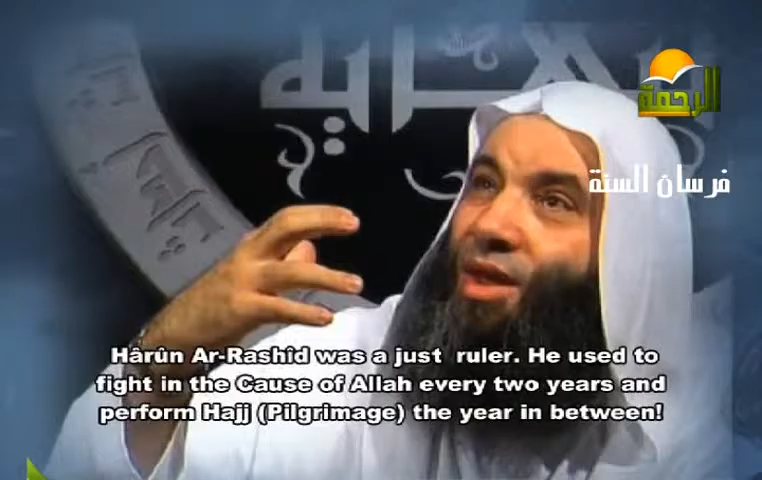 الرحمة
فرسان السنة
Hârûn Ar-Rashîd was a just ruler. He used to
fight in the Cause of Allah every two years and
perform Hajj (Pilgrimage) the year in between!